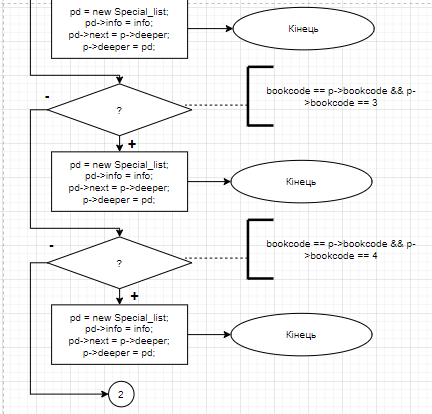 pd = new Special_list;
pd->info = info;
pd->next = p->deeper;
p->deeper = pd;
Кінець
-
?
bookcode == p->bookcode && p-
>bookcode == 3
+
pd = new Special_list;
pd->info = info;
pd->next = p->deeper;
p->deeper = pd;
Кінець
-
?
bookcode == p->bookcode && p-
>bookcode == 4
+
pd = new Special_list;
pd->info = info;
pd->next = p->deeper;
p->deeper = pd;
Кінець
2